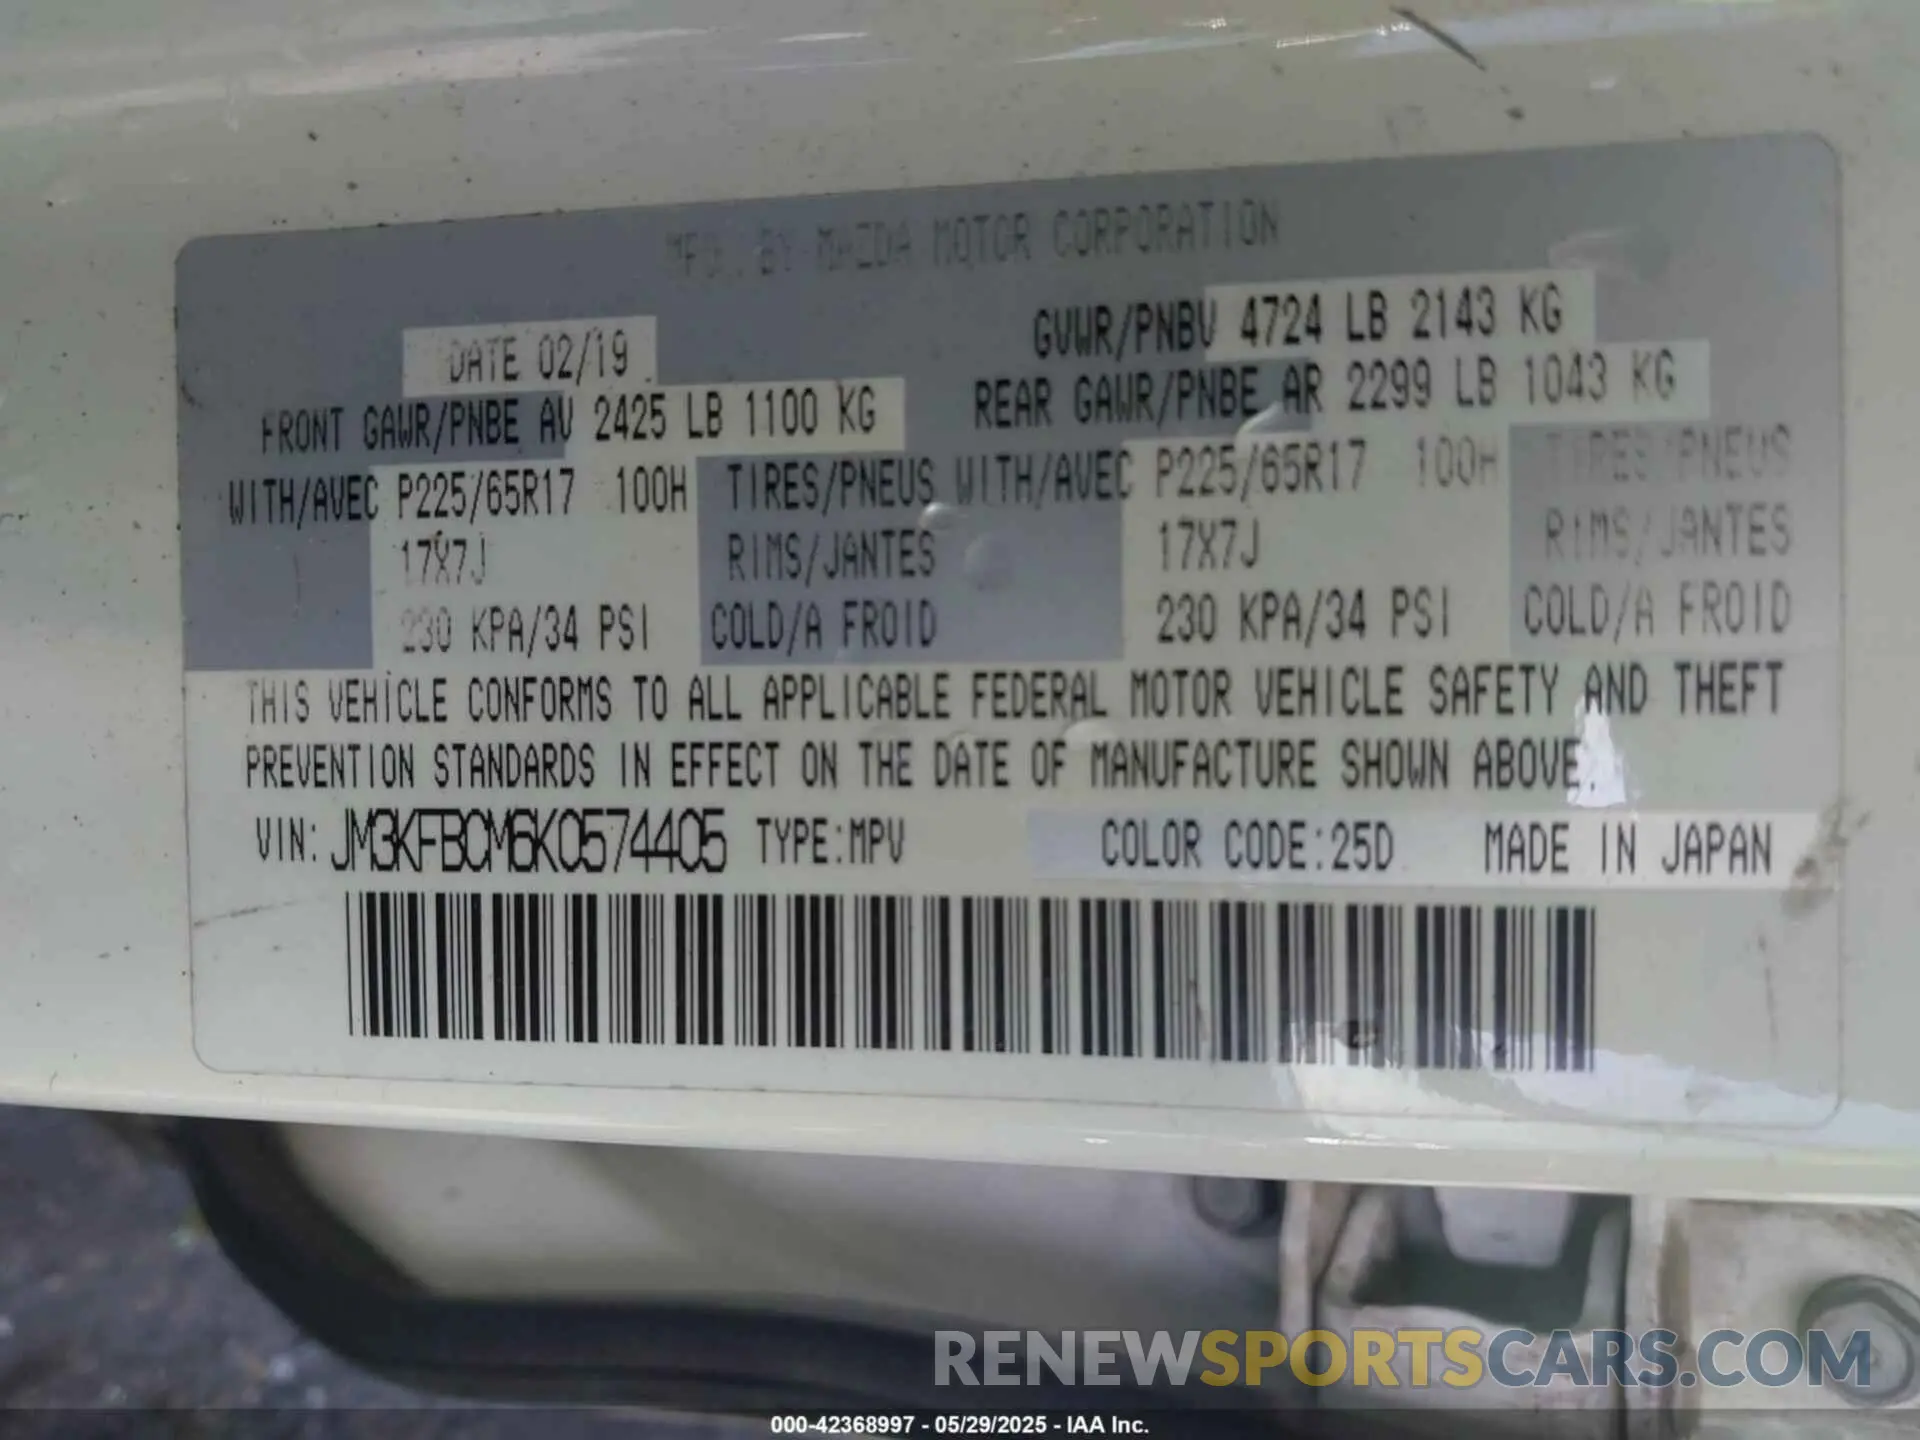 MFG. BY MAZDA MOTOR CORPORATION
DATE 02/19 GVWR/PNBV 4724 LB 2143 KG
FRONT GAWR/PNBE AV 2425 LB 1100 KG REAR GAWR/PNBE AR 2299 LB 1043 KG
WITH/AVEC P225/65R17 100H TIRES/PNEUS WITH/AVEC P225/65R17 100H TIRES/PNEUS
17X7J RIMS/JANTES 17X7J RIMS/JANTES
230 KPA/34 PSI COLD/A FROID 230 KPA/34 PSI COLD/A FROID
THIS VEHICLE CONFORMS TO ALL APPLICABLE FEDERAL MOTOR VEHICLE SAFETY AND THEFT
PREVENTION STANDARDS IN EFFECT ON THE DATE OF MANUFACTURE SHOWN ABOVE.
VIN: JM3KFBCM6K0574405 TYPE:MPV COLOR CODE:25D MADE IN JAPAN
RENEWSPORTSCARS.COM
000-42368997 - 05/29/2025 - IAA Inc.